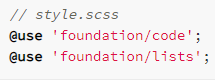 // style.scss
@use 'foundation/code';
@use 'foundation/lists';